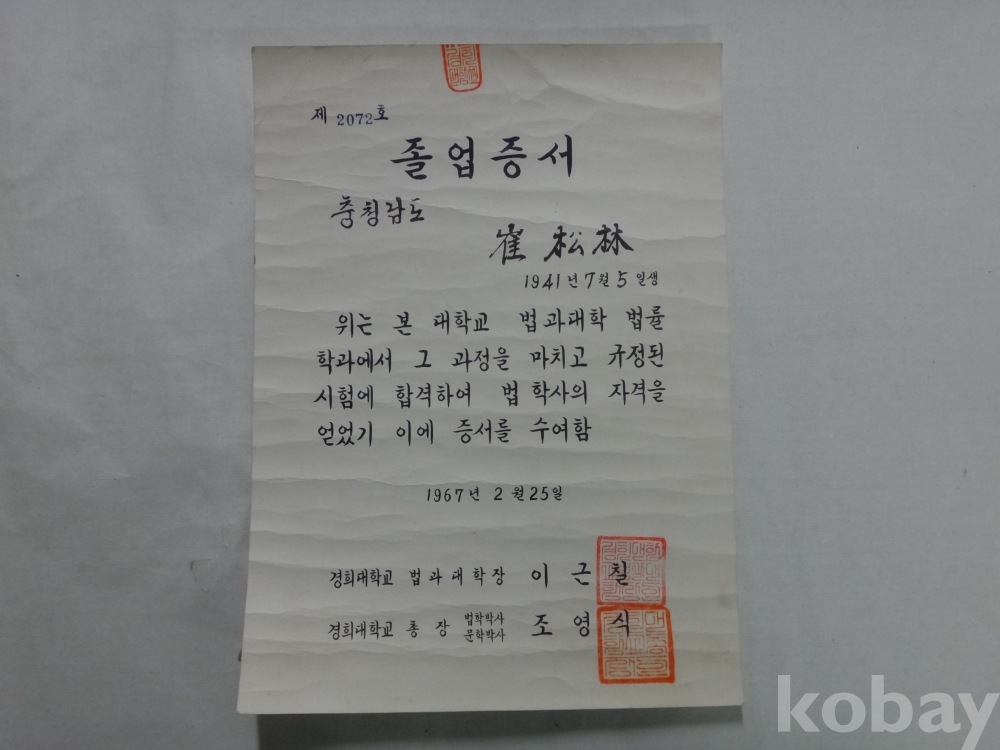 제 2072호
졸업증서
충청남도
崔松林
1941년 7월 5일생
위는 본 대학교 법과대학 법률
학과에서 그 과정을 마치고 규정된
시험에 합격하여 법학사의 자격을
얻었기 이에 증서를 수여함
1967년 2월 25일
경희대학교 법과대학장 이근칠
경희대학교 총장 법학박사 문학박사 조영식
kobay